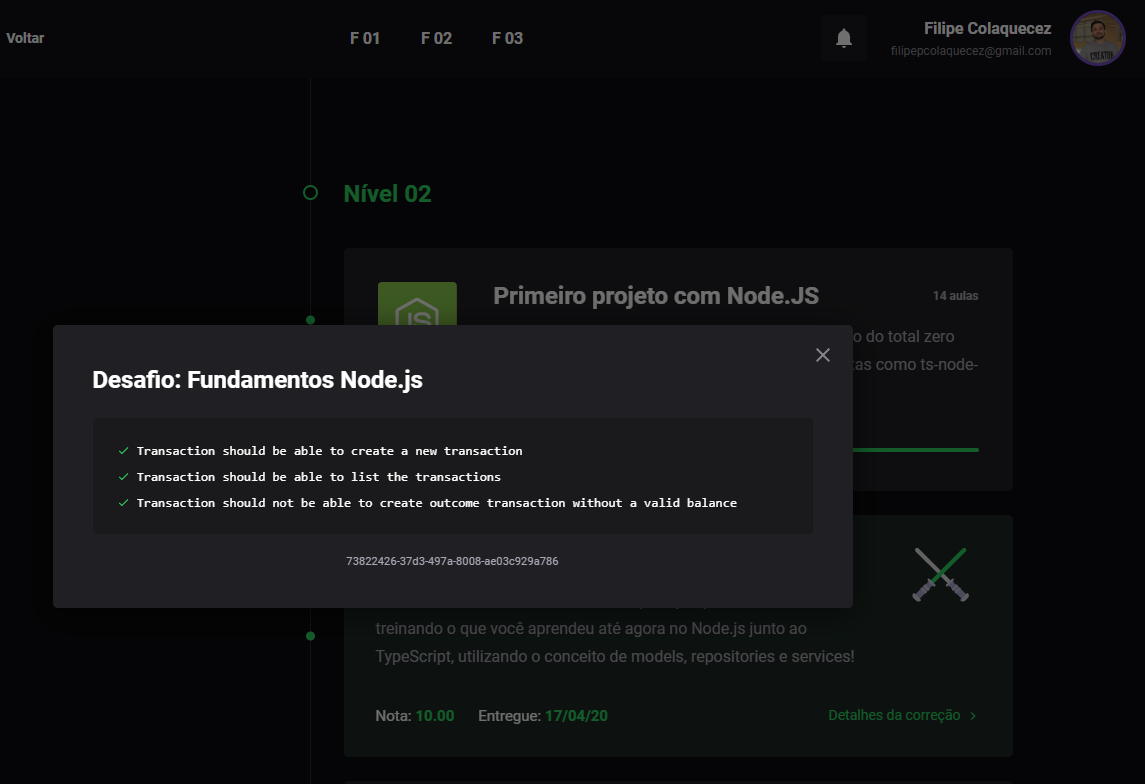 Voltar
F 01
F 02
F 03
Filipe Colaquecez
filipepcolaquecez@gmail.com
CREATOR
Nível 02
JS
Primeiro projeto com Node.JS
14 aulas
o do total zero
as como ts-node-
Desafio: Fundamentos Node.js
Transaction should be able to create a new transaction
Transaction should be able to list the transactions
Transaction should not be able to create outcome transaction without a valid balance
73822426-37d3-497a-8008-ae03c929a786
treinando o que você aprendeu até agora no Node.js junto ao
TypeScript, utilizando o conceito de models, repositories e services!
Nota: 10.00
Entregue: 17/04/20
Detalhes da correção